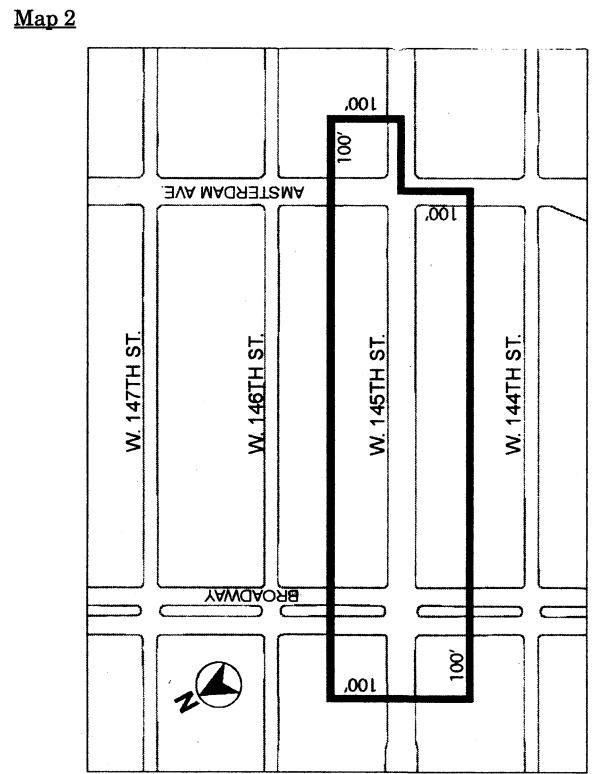 Map 2
100'
100'
AMSTERDAM AVE.
100'
W. 147TH ST.
W. 146TH ST.
W. 145TH ST.
W. 144TH ST.
BROADWAY
100'
100'
N